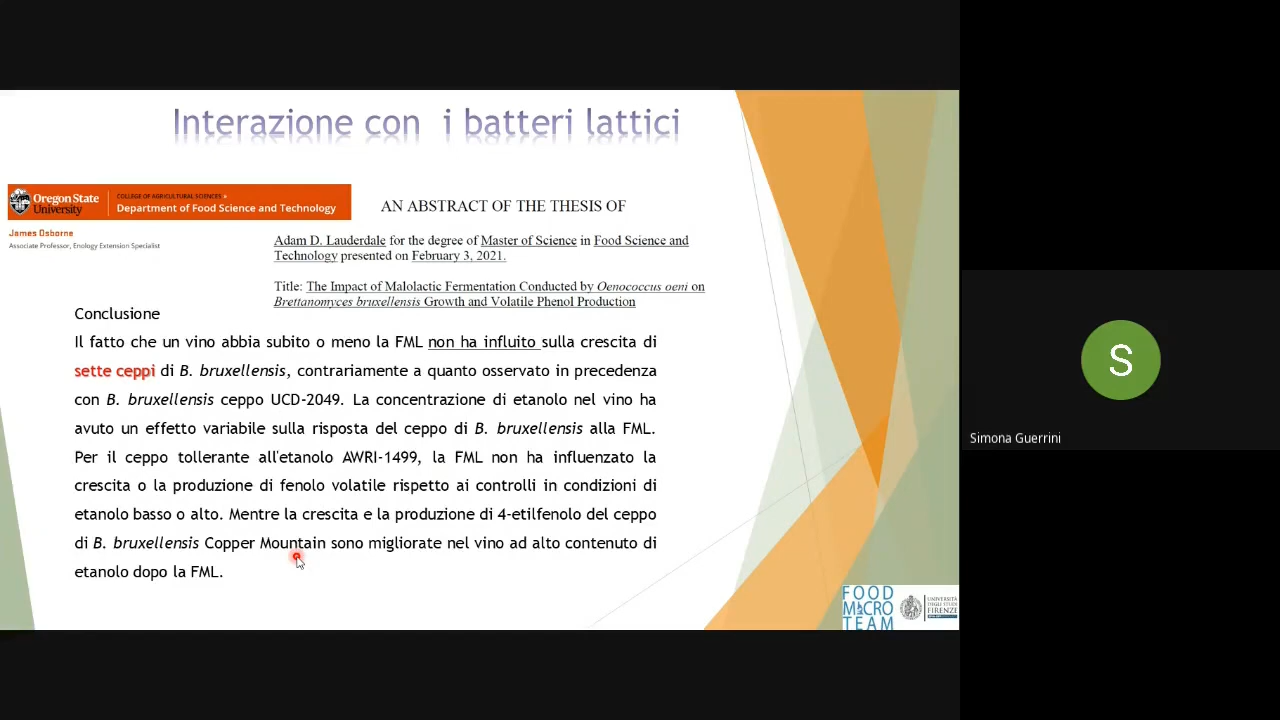 Interazione con i batteri lattici
Oregon State
University
COLLEGE OF AGRICULTURAL SCIENCES
Department of Food Science and Technology
James Osborne
Associate Professor, Enology Extension Specialist
AN ABSTRACT OF THE THESIS OF
Adam D. Lauderdale for the degree of Master of Science in Food Science and
Technology presented on February 3, 2021.
Title: The Impact of Malolactic Fermentation Conducted by Oenococcus oeni on
Brettanomyces bruxellensis Growth and Volatile Phenol Production
Conclusione
Il fatto che un vino abbia subito o meno la FML non ha influito sulla crescita di
sette ceppi di B. bruxellensis, contrariamente a quanto osservato in precedenza
con B. bruxellensis ceppo UCD-2049. La concentrazione di etanolo nel vino ha
avuto un effetto variabile sulla risposta del ceppo di B. bruxellensis alla FML.
Per il ceppo tollerante all'etanolo AWRI-1499, la FML non ha influenzato la
crescita o la produzione di fenolo volatile rispetto ai controlli in condizioni di
etanolo basso o alto. Mentre la crescita e la produzione di 4-etilfenolo del ceppo
di B. bruxellensis Copper Mountain sono migliorate nel vino ad alto contenuto di
etanolo dopo la FML.
FOOD
MICRO
TEAM
UNIVERSITÀ
DEGLI STUDI
FIRENZE
S
Simona Guerrini